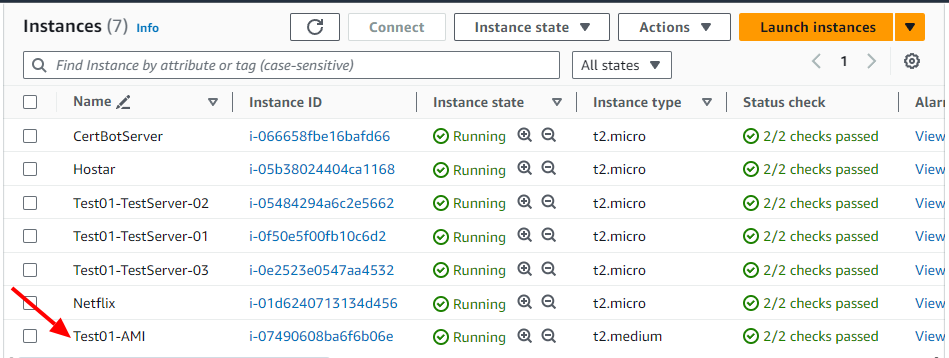 Instances (7) Info Connect Instance state Actions Launch instances
Find Instance by attribute or tag (case-sensitive) All states 1
Name Instance ID Instance state Instance type Status check Alar
CertBotServer i-066658fbe16bafd66 Running t2.micro 2/2 checks passed View
Hostar i-05b38024404ca1168 Running t2.micro 2/2 checks passed View
Test01-TestServer-02 i-05484294a6c2e5662 Running t2.micro 2/2 checks passed View
Test01-TestServer-01 i-0f50e5f00fb10c6d2 Running t2.micro 2/2 checks passed View
Test01-TestServer-03 i-0e2523e0547aa4532 Running t2.micro 2/2 checks passed View
Netflix i-01d6240713134d456 Running t2.micro 2/2 checks passed View
Test01-AMI i-07490608ba6f6b06e Running t2.medium 2/2 checks passed View